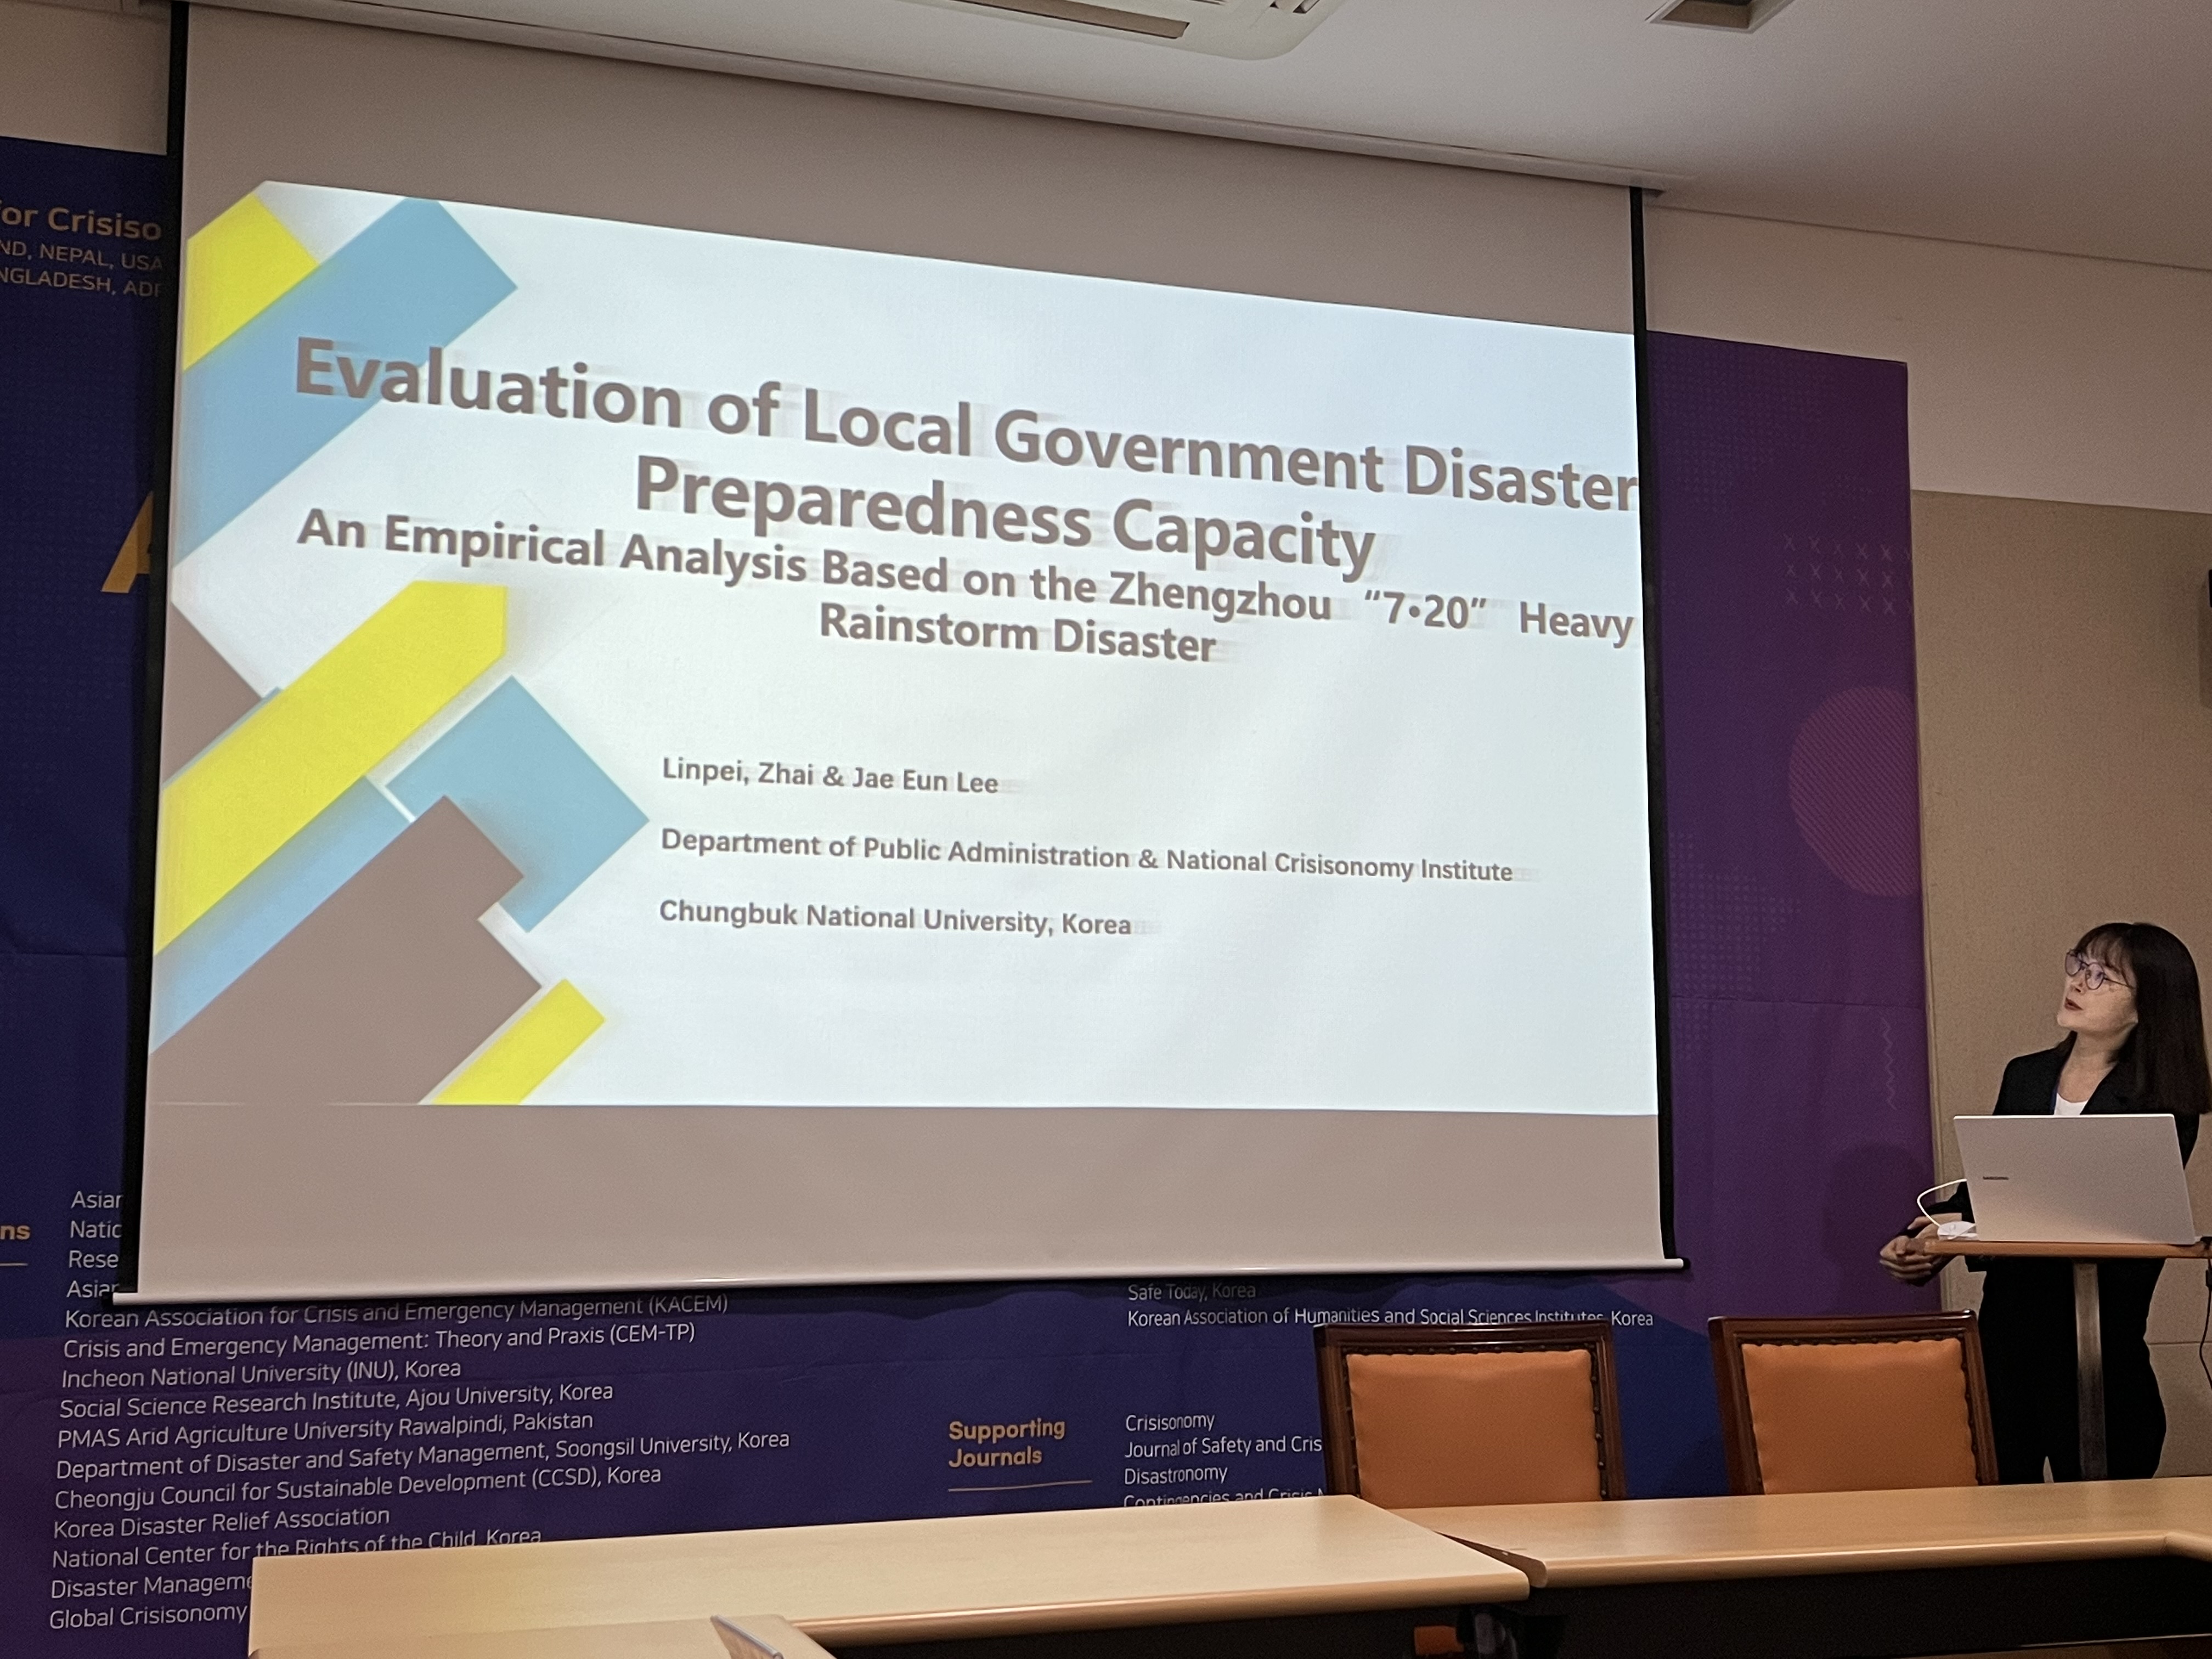 Evaluation of Local Government Disaster
Preparedness Capacity
An Empirical Analysis Based on the Zhengzhou “7•20” Heavy
Rainstorm Disaster
Linpei, Zhai & Jae Eun Lee
Department of Public Administration & National Crisisonomy Institute
Chungbuk National University, Korea
or Crisiso
ND, NEPAL, USA
NGLADESH, AD
ns
Asian
Natio
Rese
Asian
Korean Association for Crisis and Emergency Management (KACEM)
Crisis and Emergency Management: Theory and Praxis (CEM-TP)
Incheon National University (INU), Korea
Social Science Research Institute, Ajou University, Korea
PMAS Arid Agriculture University Rawalpindi, Pakistan
Department of Disaster and Safety Management, Soongsil University, Korea
Cheongju Council for Sustainable Development (CCSD), Korea
Korea Disaster Relief Association
National Center for the Rights of the Child, Korea
Disaster Manageme
Global Crisisonomy
Safe Today, Korea
Korean Association of Humanities and Social Sciences Institutes, Korea
Supporting
Journals
Crisisonomy
Journal of Safety and Cris
Disastronomy
Contingencies and Crisis
SAMSUNG